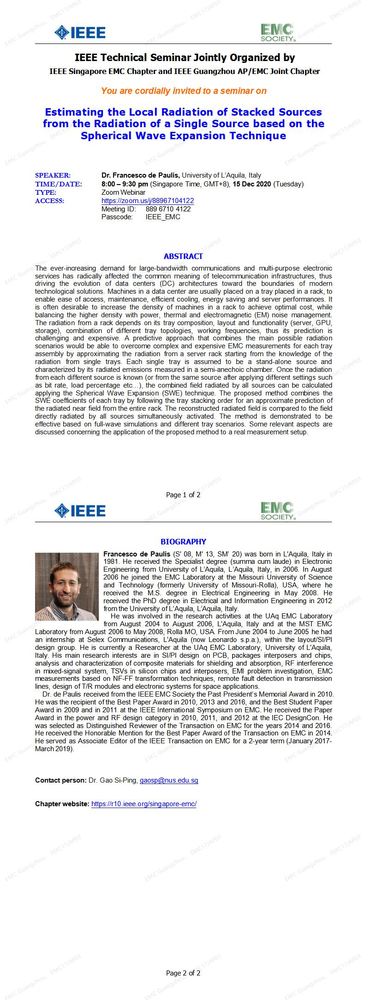 IEEE
EMC
SOCIETY®
IEEE Technical Seminar Jointly Organized by
IEEE Singapore EMC Chapter and IEEE Guangzhou AP/EMC Joint Chapter
You are cordially invited to a seminar on
Estimating the Local Radiation of Stacked Sources
from the Radiation of a Single Source based on the
Spherical Wave Expansion Technique
SPEAKER: Dr. Francesco de Paulis, University of L’Aquila, Italy
TIME/DATE: 8:00 – 9:30 pm (Singapore Time, GMT+8), 15 Dec 2020 (Tuesday)
TYPE: Zoom Webinar
ACCESS: https://zoom.us/j/88967104122
Meeting ID: 889 6710 4122
Passcode: IEEE_EMC
ABSTRACT
The ever-increasing demand for large-bandwidth communications and multi-purpose electronic
services has radically affected the common meaning of telecommunication infrastructures, thus
driving the evolution of data centers (DC) architectures toward the boundaries of modern
technological solutions. Machines in a data center are usually placed on a tray placed in a rack, to
enable ease of access, maintenance, efficient cooling, energy saving and server performances. It
is often desirable to increase the density of machines in a rack to achieve optimal cost, while
balancing the higher density with power, thermal and electromagnetic (EM) noise management.
The radiation from a rack depends on its tray composition, layout and functionality (server, GPU,
storage), combination of different tray topologies, working frequencies, thus its prediction is
challenging and expensive. A predictive approach that combines the main possible radiation
scenarios would be able to overcome complex and expensive EMC measurements for each tray
assembly by approximating the radiation from a server rack starting from the knowledge of the
radiation from single trays. Each single tray is assumed to be a stand-alone source and
characterized by its radiated emissions measured in a semi-anechoic chamber. Once the radiation
from each different source is known (or from the same source after applying different settings such
as bit rate, load percentage etc...), the combined field radiated by all sources can be calculated
applying the Spherical Wave Expansion (SWE) technique. The proposed method combines the
SWE coefficients of each tray by following the tray stacking order for an approximate prediction of
the radiated near field from the entire rack. The reconstructed radiated field is compared to the field
directly radiated by all sources simultaneously activated. The method is demonstrated to be
effective based on full-wave simulations and different tray scenarios. Some relevant aspects are
discussed concerning the application of the proposed method to a real measurement setup.
Page 1 of 2
IEEE
EMC
SOCIETY®
BIOGRAPHY
Francesco de Paulis (S' 08, M' 13, SM’ 20) was born in L'Aquila, Italy in
1981. He received the Specialist degree (summa cum laude) in Electronic
Engineering from University of L’Aquila, L’Aquila, Italy, in 2006. In August
2006 he joined the EMC Laboratory at the Missouri University of Science
and Technology (formerly University of Missouri-Rolla), USA, where he
received the M.S. degree in Electrical Engineering in May 2008. He
received the PhD degree in Electrical and Information Engineering in 2012
from the University of L’Aquila, L’Aquila, Italy.
He was involved in the research activities at the UAq EMC Laboratory
from August 2004 to August 2006, L'Aquila, Italy and at the MST EMC
Laboratory from August 2006 to May 2008, Rolla MO, USA. From June 2004 to June 2005 he had
an internship at Selex Communications, L'Aquila (now Leonardo s.p.a.), within the layout/SI/PI
design group. He is currently a Researcher at the UAq EMC Laboratory, University of L'Aquila,
Italy. His main research interests are in SI/PI design on PCB, packages interposers and chips,
analysis and characterization of composite materials for shielding and absorption, RF interference
in mixed-signal system, TSVs in silicon chips and interposers, EMI problem investigation, EMC
measurements based on NF-FF transformation techniques, remote fault detection in transmission
lines, design of T/R modules and electronic systems for space applications.
Dr. de Paulis received from the IEEE EMC Society the Past President’s Memorial Award in 2010.
He was the recipient of the Best Paper Award in 2010, 2013 and 2016, and the Best Student Paper
Award in 2009 and in 2011 at the IEEE International Symposium on EMC. He received the Paper
Award in the power and RF design category in 2010, 2011, and 2012 at the IEC DesignCon. He
was selected as Distinguished Reviewer of the Transaction on EMC for the years 2014 and 2016.
He received the Honorable Mention for the Best Paper Award of the Transaction on EMC in 2014.
He served as Associate Editor of the IEEE Transaction on EMC for a 2-year term (January 2017-
March 2019).
Contact person: Dr. Gao Si-Ping, gaosp@nus.edu.sg
Chapter website: https://r10.ieee.org/singapore-emc/
Page 2 of 2
EMC Guangzhou, EMC17/AP03